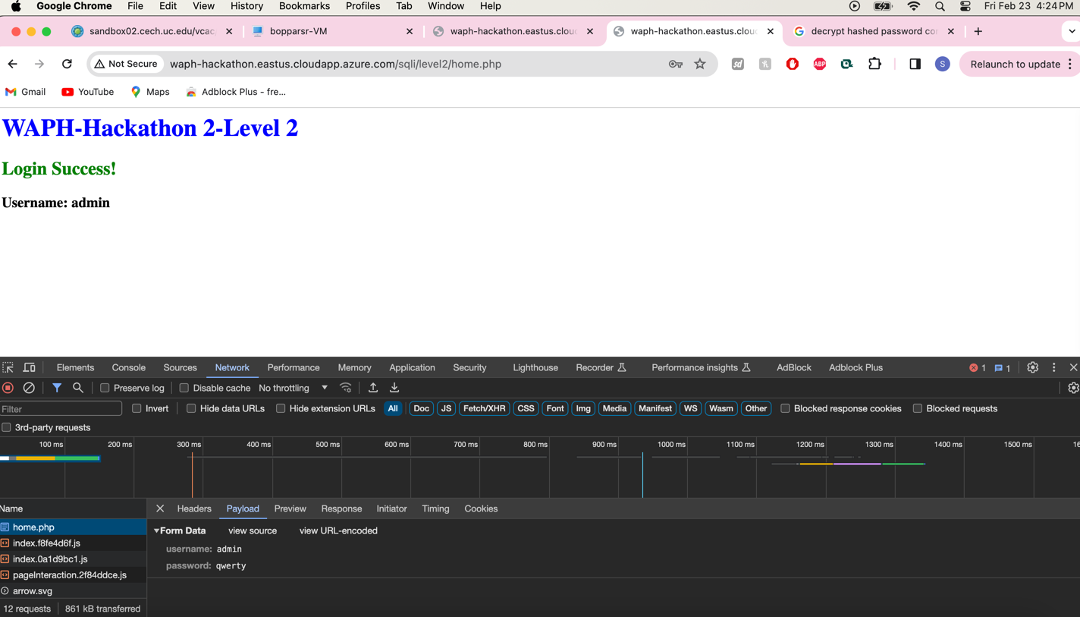 Google Chrome File Edit View History Bookmarks Profiles Tab Window Help Fri Feb 23 4:24PM
sandbox02.cech.uc.edu/vcac bopparsr-VM waph-hackathon.eastus.clou waph-hackathon.eastus.clou decrypt hashed password co
Not Secure waph-hackathon.eastus.cloudapp.azure.com/sqli/level2/home.php S Relaunch to update
Gmail YouTube Maps Adblock Plus - fre...
WAPH-Hackathon 2-Level 2
Login Success!
Username: admin
Elements Console Sources Network Performance Memory Application Security Lighthouse Recorder Performance insights AdBlock Adblock Plus 1 1
Preserve log Disable cache No throttling
Filter Invert Hide data URLs Hide extension URLs All Doc JS Fetch/XHR CSS Font Img Media Manifest WS Wasm Other Blocked response cookies Blocked requests
3rd-party requests
100 ms 200 ms 300 ms 400 ms 500 ms 600 ms 700 ms 800 ms 900 ms 1000 ms 1100 ms 1200 ms 1300 ms 1400 ms 1500 ms 16
Name Headers Payload Preview Response Initiator Timing Cookies
home.php Form Data view source view URL-encoded
index.f8fe4d6f.js username: admin
index.0a1d9bc1.js password: qwerty
pageInteraction.2f84ddce.js
arrow.svg
12 requests 861 kB transferred